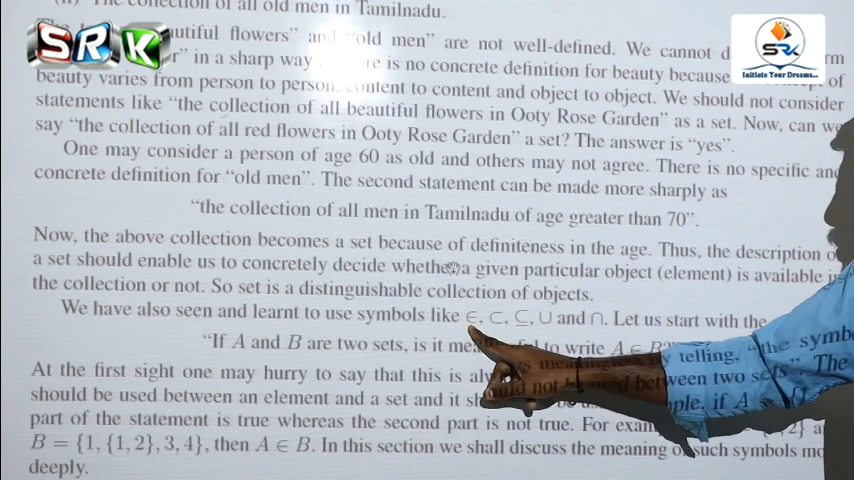 (ii) The collection of all old men in Tamilnadu.
SRK
SRK
Initiate Your Dreams...
beautiful flowers" and "old men" are not well-defined. We cannot
" in a sharp way is no concrete definition for beauty because of
beauty varies from person to person, content to content and object to object. We should not consider
statements like "the collection of all beautiful flowers in Ooty Rose Garden" as a set. Now, can we
say "the collection of all red flowers in Ooty Rose Garden" a set? The answer is "yes".
One may consider a person of age 60 as old and others may not agree. There is no specific and
concrete definition for "old men". The second statement can be made more sharply as
"the collection of all men in Tamilnadu of age greater than 70".
Now, the above collection becomes a set because of definiteness in the age. Thus, the description
a set should enable us to concretely decide whether a given particular object (element) is available
the collection or not. So set is a distinguishable collection of objects.
We have also seen and learnt to use symbols like ∈, ⊂, ⊆, ∪ and ∩. Let us start with the
"If A and B are two sets, is it to write A ∈ B
At the first sight one may hurry to say that this is by telling, "the
should be used between an element and a set and it should not be used between two sets". The
part of the statement is true whereas the second part is not true. For if A =
B = {1, {1, 2}, 3, 4}, then A ∈ B. In this section we shall discuss the meaning of such symbols
deeply.